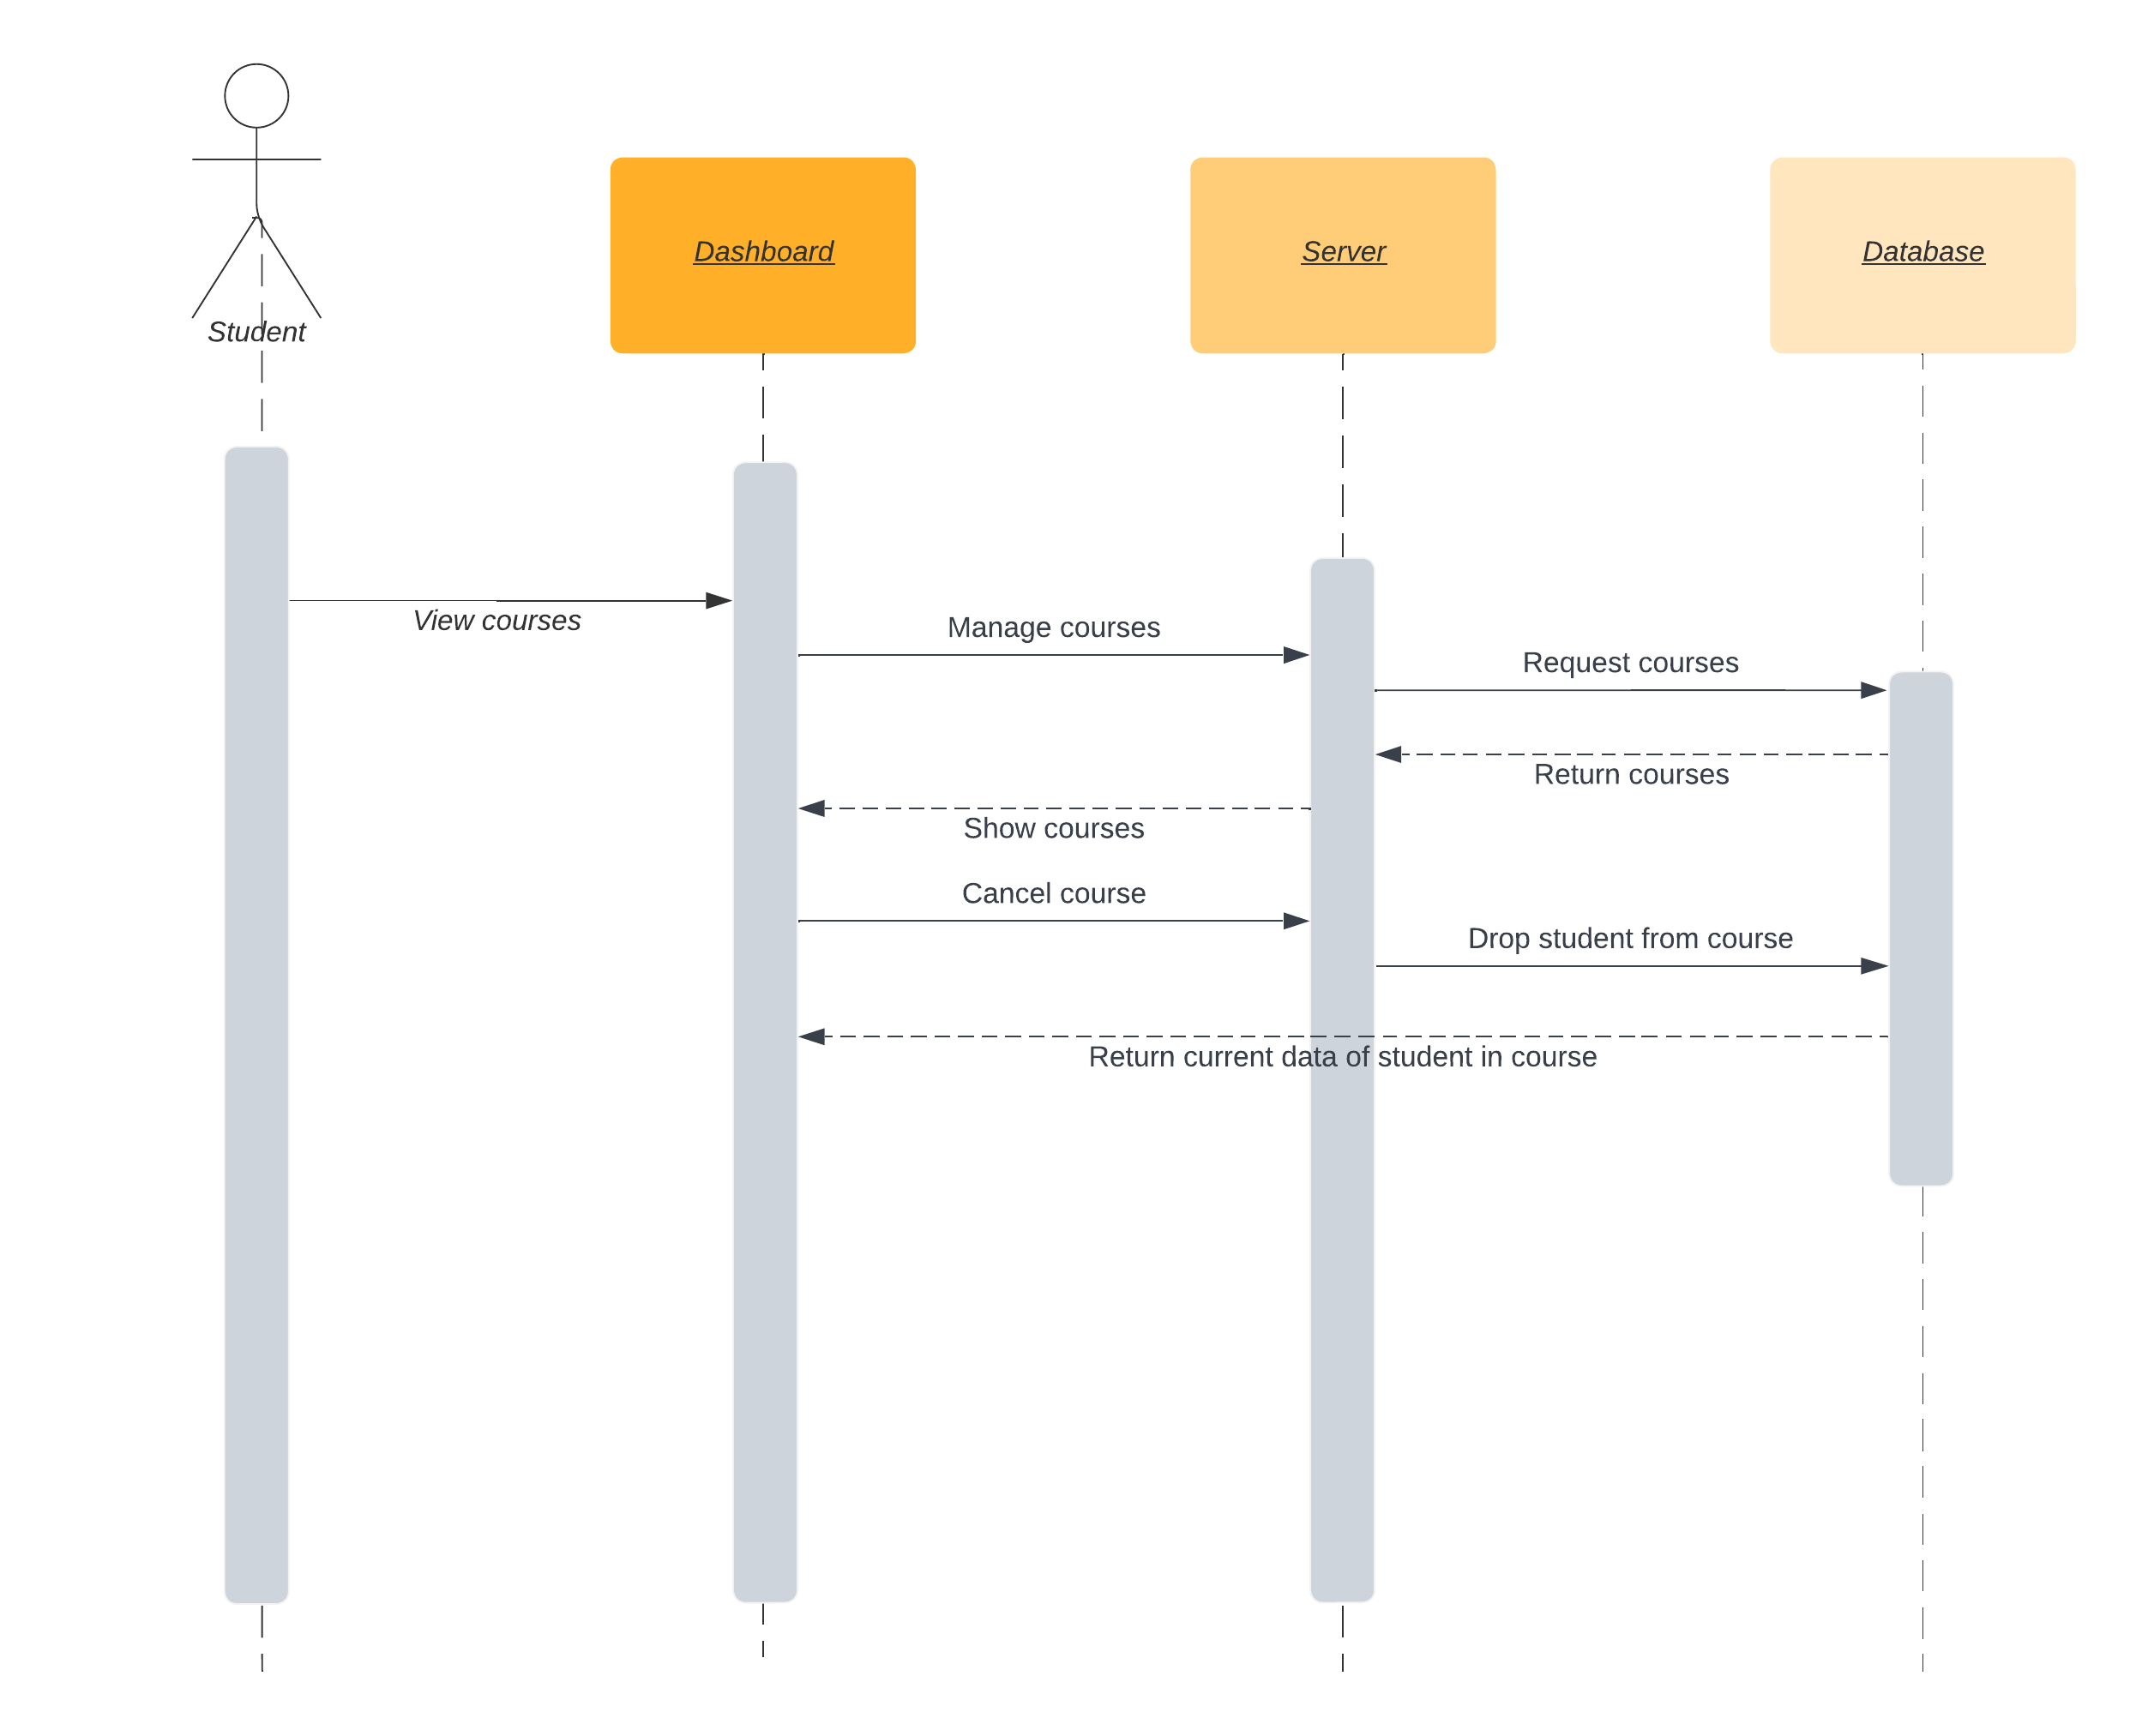 Dashboard
Server
Database
Student
View courses
Manage courses
Request courses
Return courses
Show courses
Cancel course
Drop student from course
Return current data of student in course